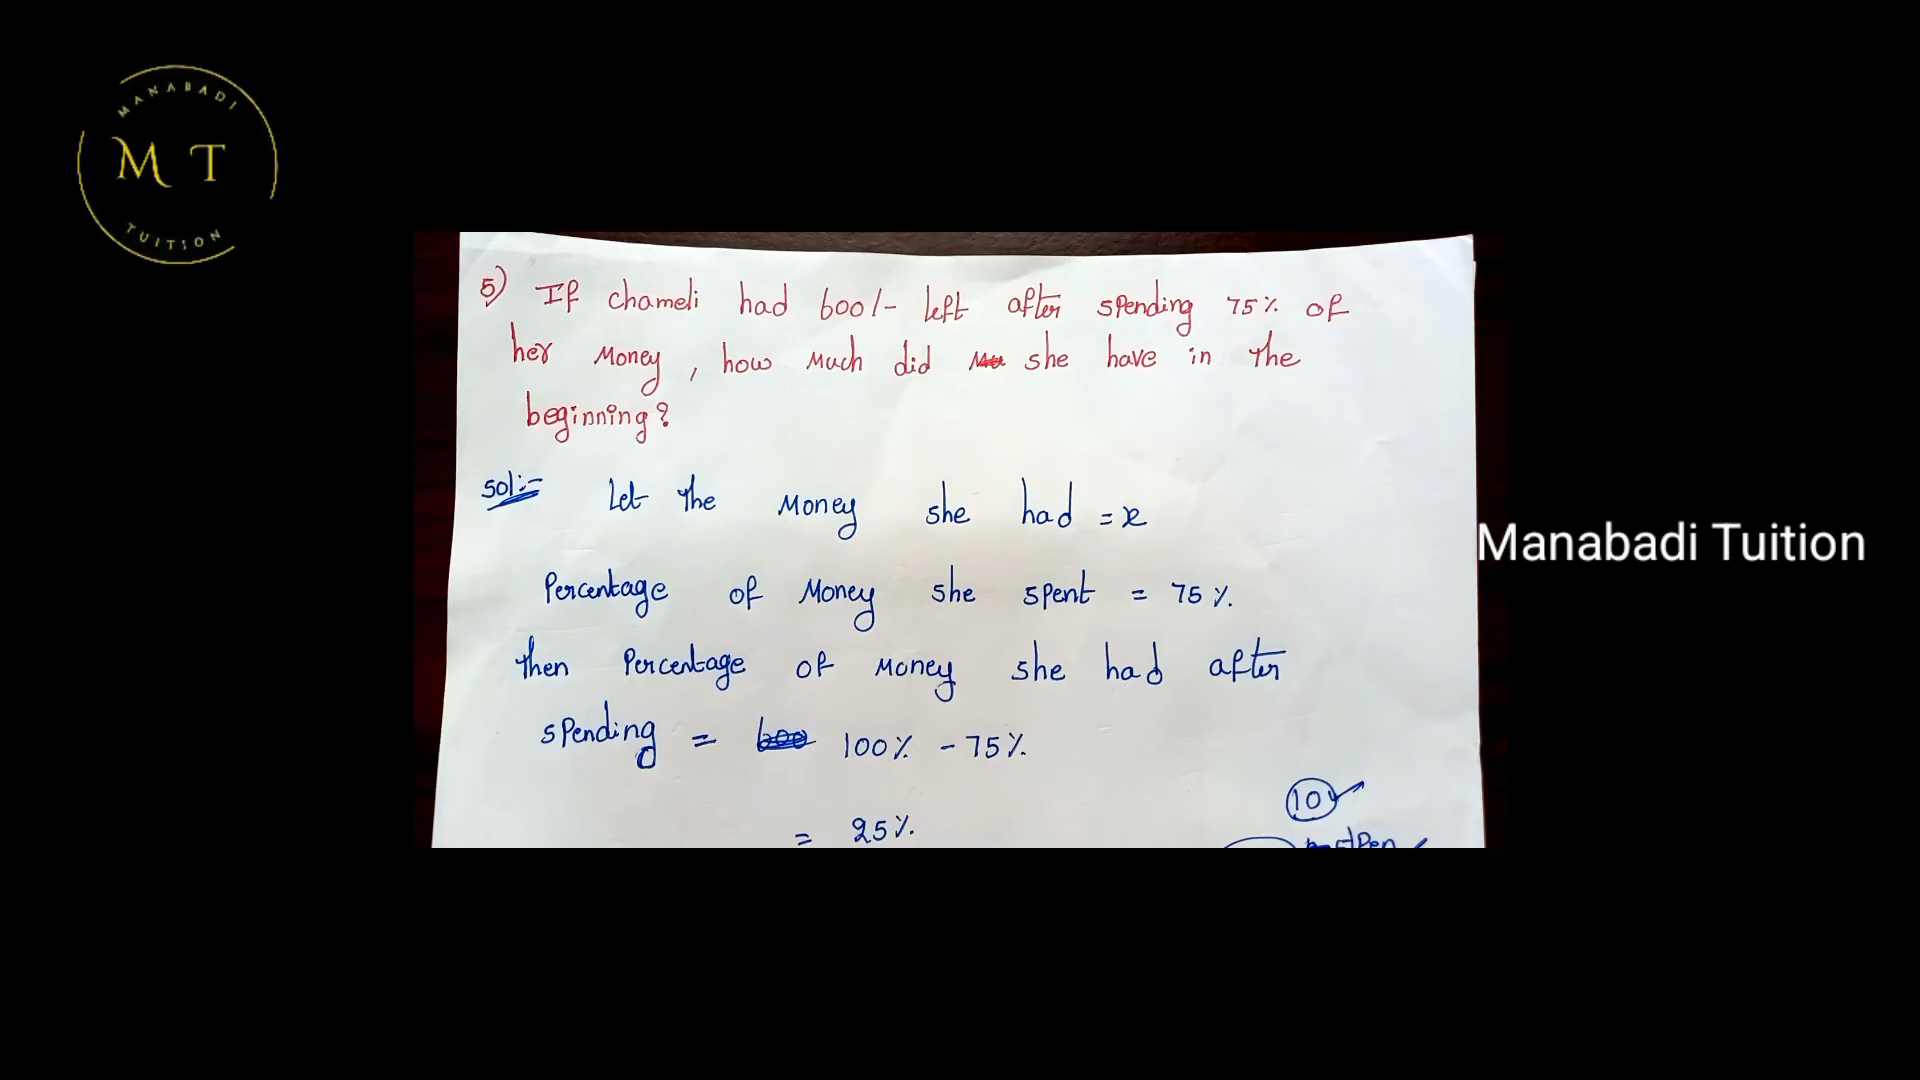 MANABADI
M T
TUITION
5) If chameli had 600/- left after spending 75% of
her Money, how Much did she have in the
beginning?
Sol:- Let the Money she had = x
Percentage of Money she spent = 75%.
then Percentage of Money she had after
spending = 100% - 75%.
= 25%.
10
Manabadi Tuition